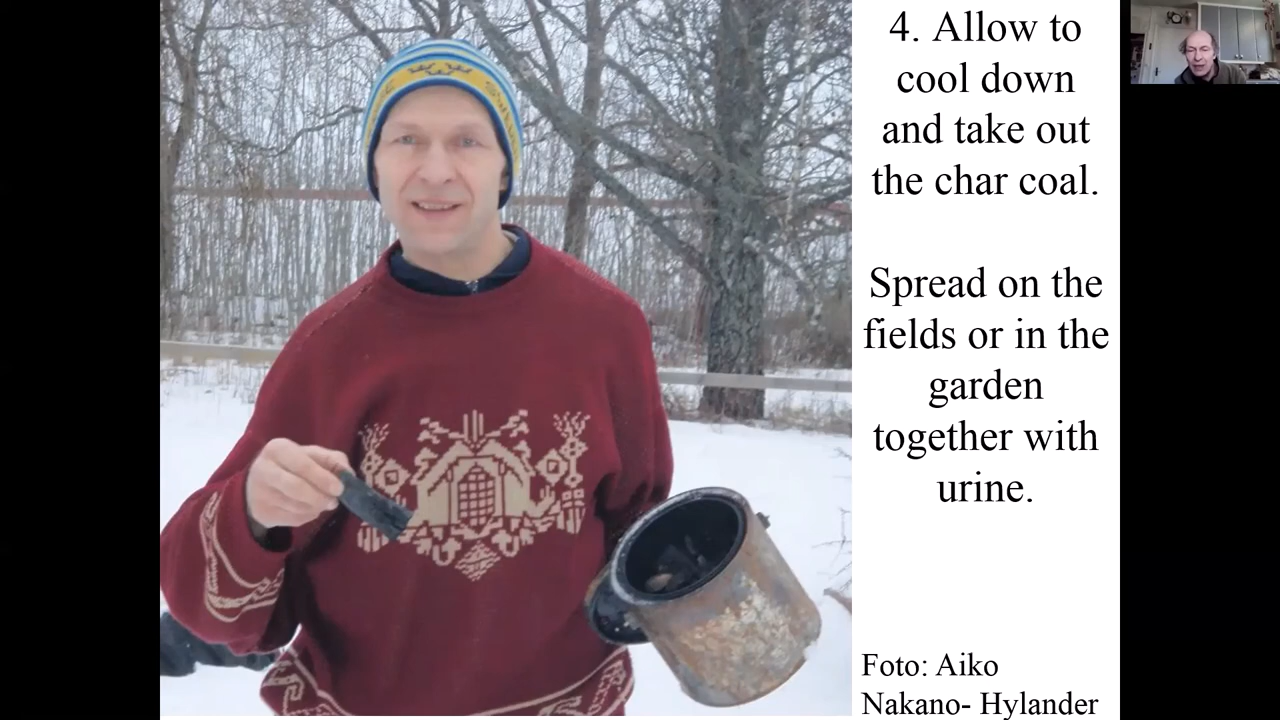 4. Allow to
cool down
and take out
the char coal.
Spread on the
fields or in the
garden
together with
urine.
Foto: Aiko
Nakano- Hylander